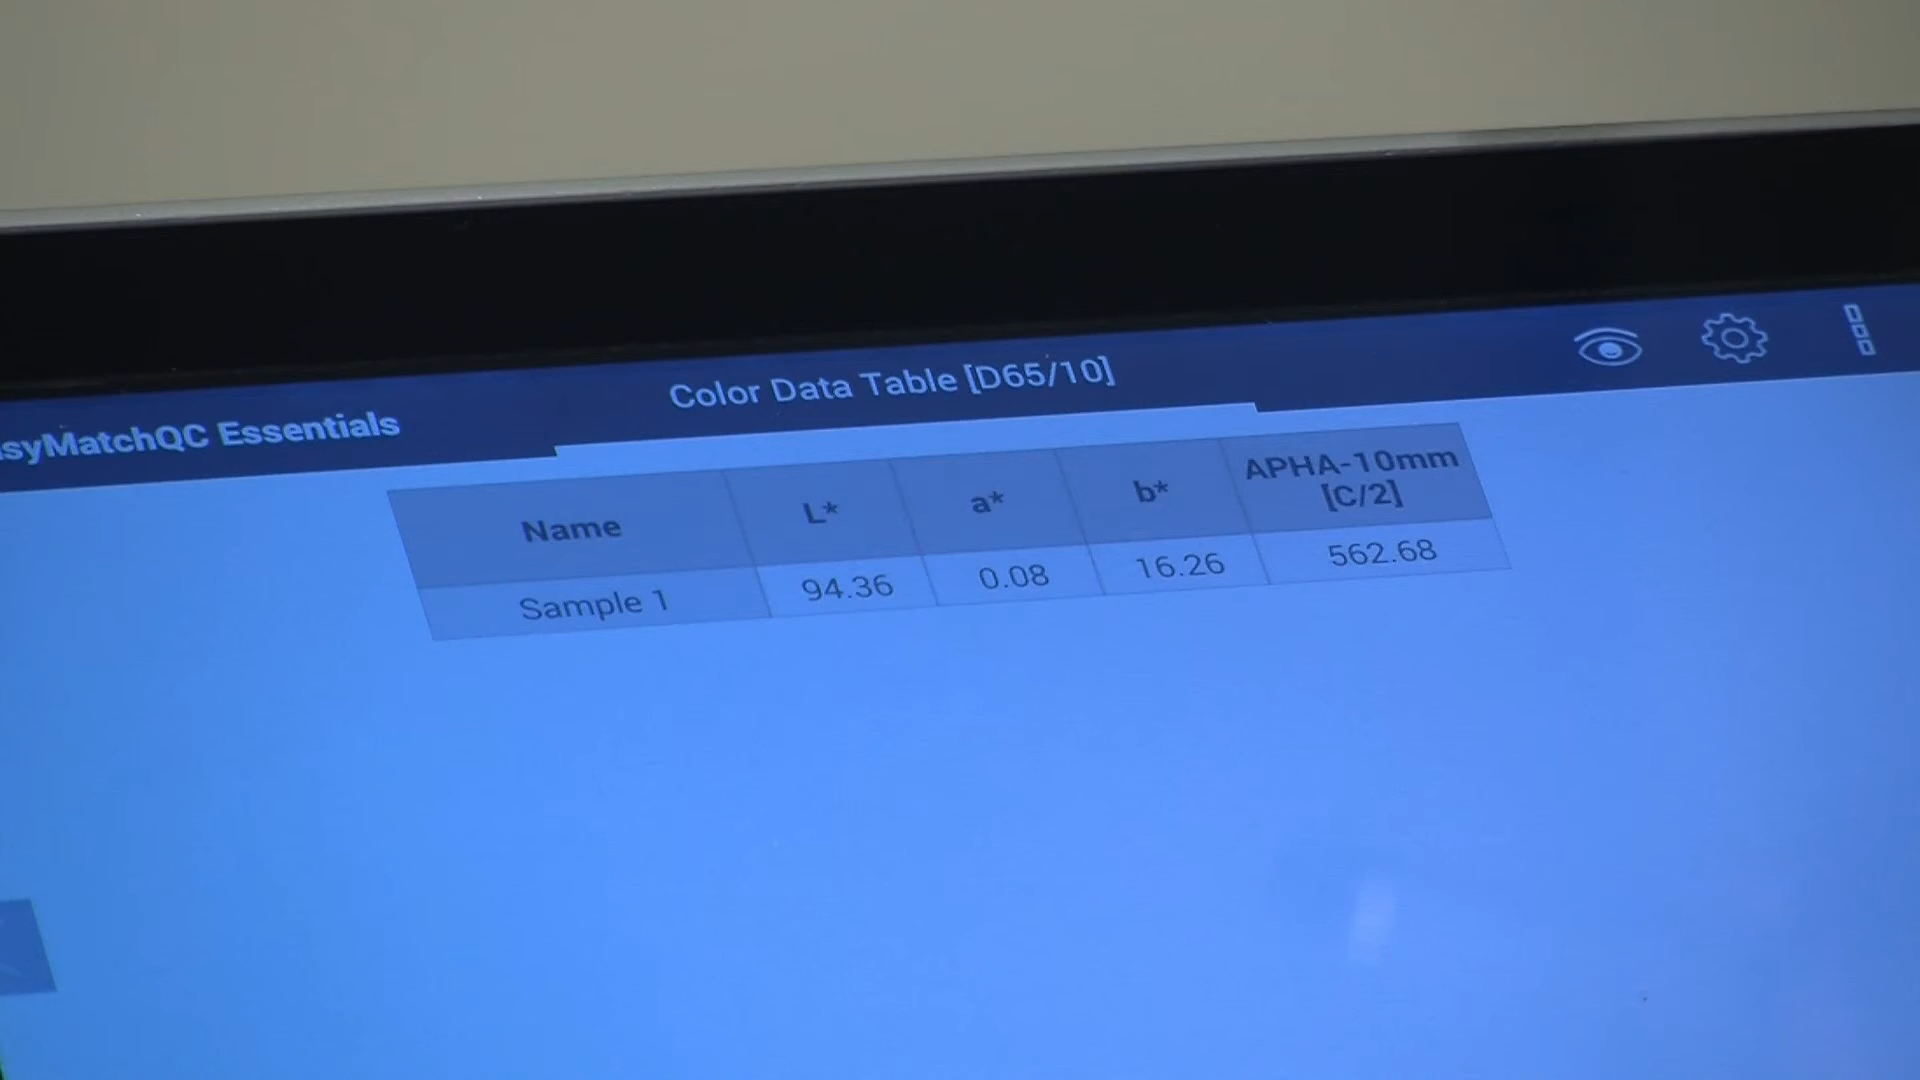 syMatchQC Essentials
Color Data Table [D65/10]
Name L* a* b* APHA-10mm [C/2]
Sample 1 94.36 0.08 16.26 562.68